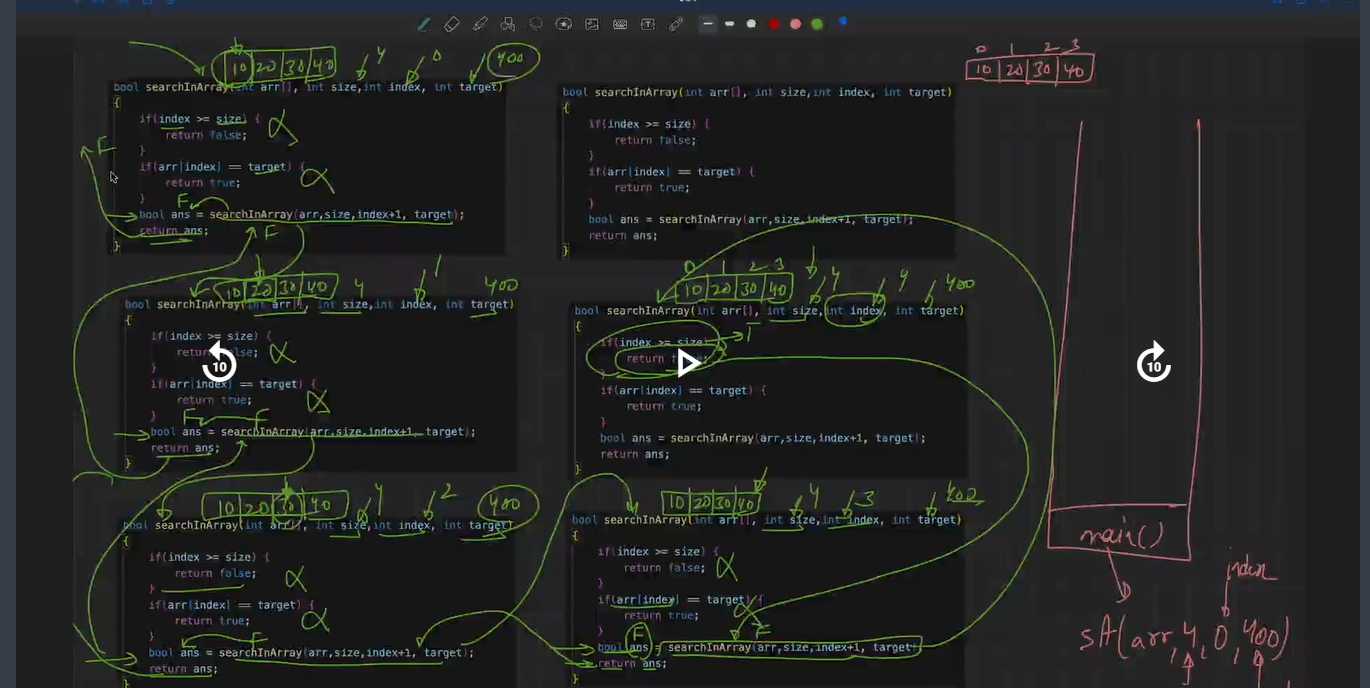 10 20 30 40 4 0 400
bool searchInArray(int arr[], int size,int index, int target)
{
if(index >= size) {
return false;
}
if(arr[index] == target) {
return true;
}
F
F
bool ans = searchInArray(arr,size,index+1, target);
return ans;
F
}
bool searchInArray(int arr[], int size,int index, int target)
{
if(index >= size) {
return false;
}
if(arr[index] == target) {
return true;
}
bool ans = searchInArray(arr,size,index+1, target);
return ans;
}
0 1 2 3
10 20 30 40
10 20 30 40 4 1 400
bool searchInArray(int arr[], int size,int index, int target)
{
if(index >= size) {
return false;
}
if(arr[index] == target) {
return true;
}
F F
bool ans = searchInArray(arr,size,index+1, target);
return ans;
}
0 1 2 3
10 20 30 40 4 4 400
bool searchInArray(int arr[], int size,int index, int target)
{
if(index >= size)
T
return
}
if(arr[index] == target) {
return true;
}
bool ans = searchInArray(arr,size,index+1, target);
return ans;
}
10
10
10 20 30 40 4 2 400
bool searchInArray(int arr[], int size,int index, int target)
{
if(index >= size) {
return false;
}
if(arr[index] == target) {
return true;
}
F
bool ans = searchInArray(arr,size,index+1, target);
return ans;
}
10 20 30 40 4 3 400
bool searchInArray(int arr[], int size,int index, int target)
{
if(index >= size) {
return false;
}
if(arr[index] == target) {
return true;
}
F F
bool ans = searchInArray(arr,size,index+1, target)
return ans;
}
main()
index
SA(arr, 4, 0, 400)